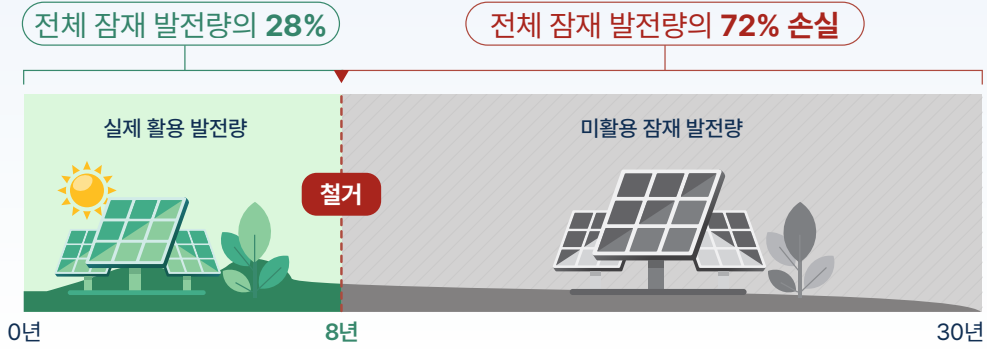 전체 잠재 발전량의 28%
전체 잠재 발전량의 72% 손실
실제 활용 발전량
미활용 잠재 발전량
철거
0년
8년
30년